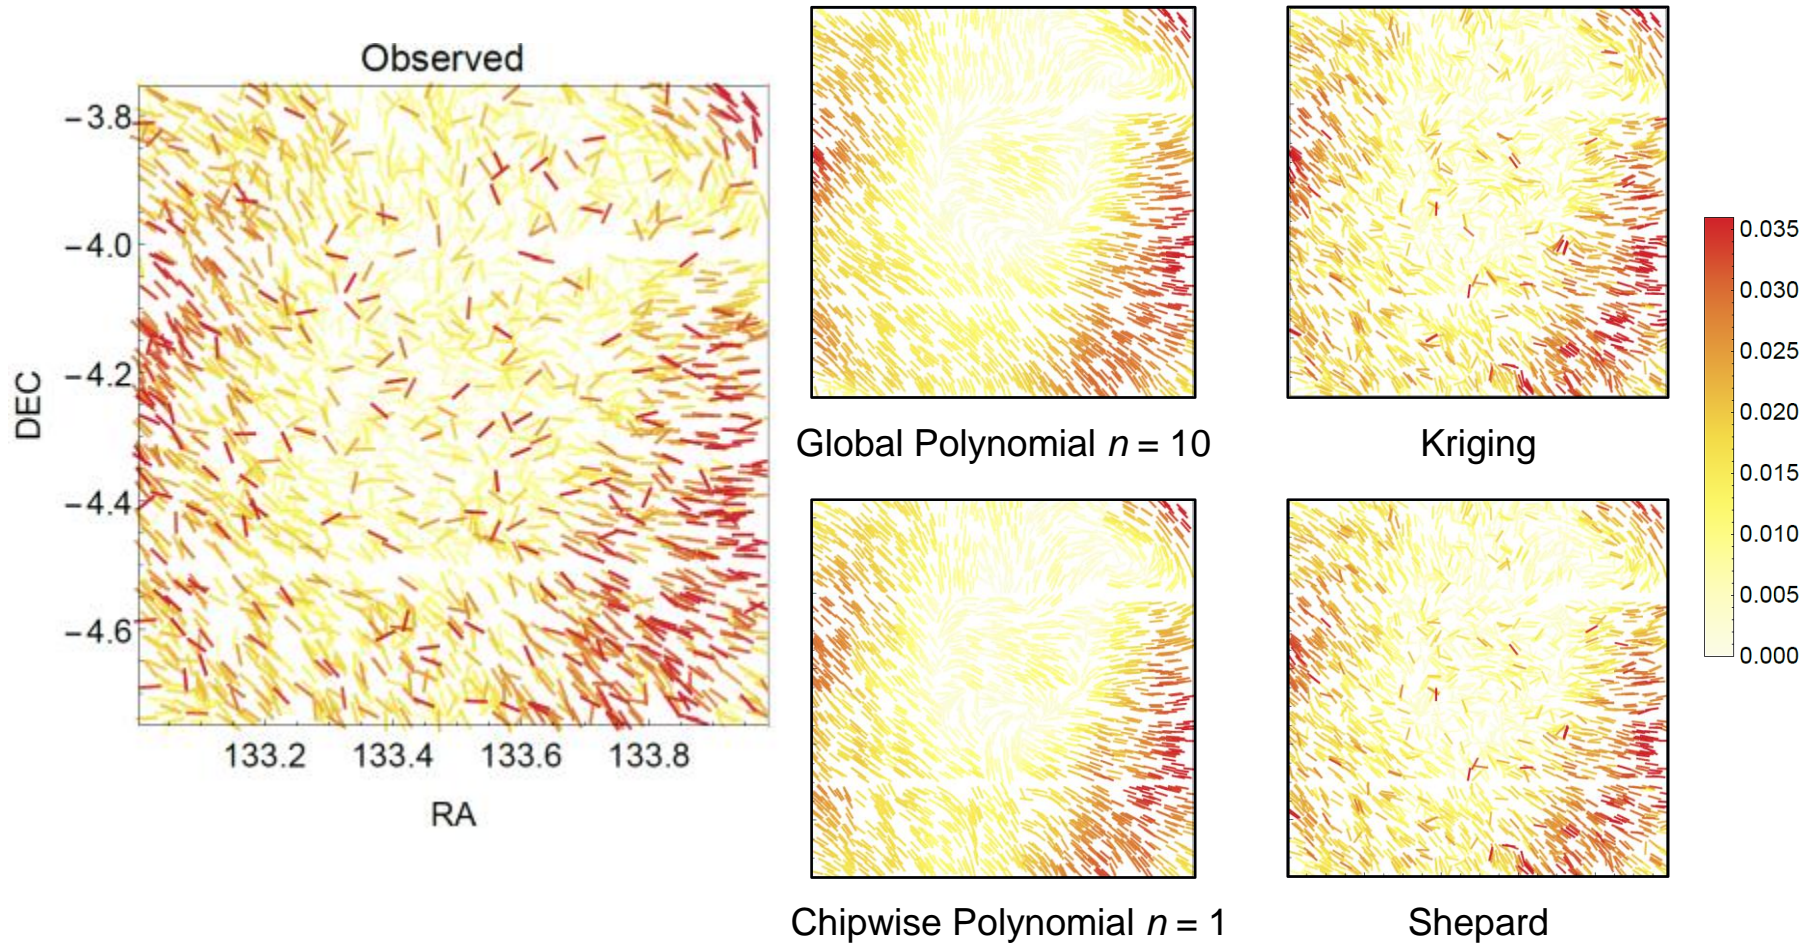 Observed
−3.8
−4.0
−4.2
−4.4
−4.6
DEC
133.2 133.4 133.6 133.8
RA
Global Polynomial n = 10
Kriging
Chipwise Polynomial n = 1
Shepard
0.035
0.030
0.025
0.020
0.015
0.010
0.005
0.000